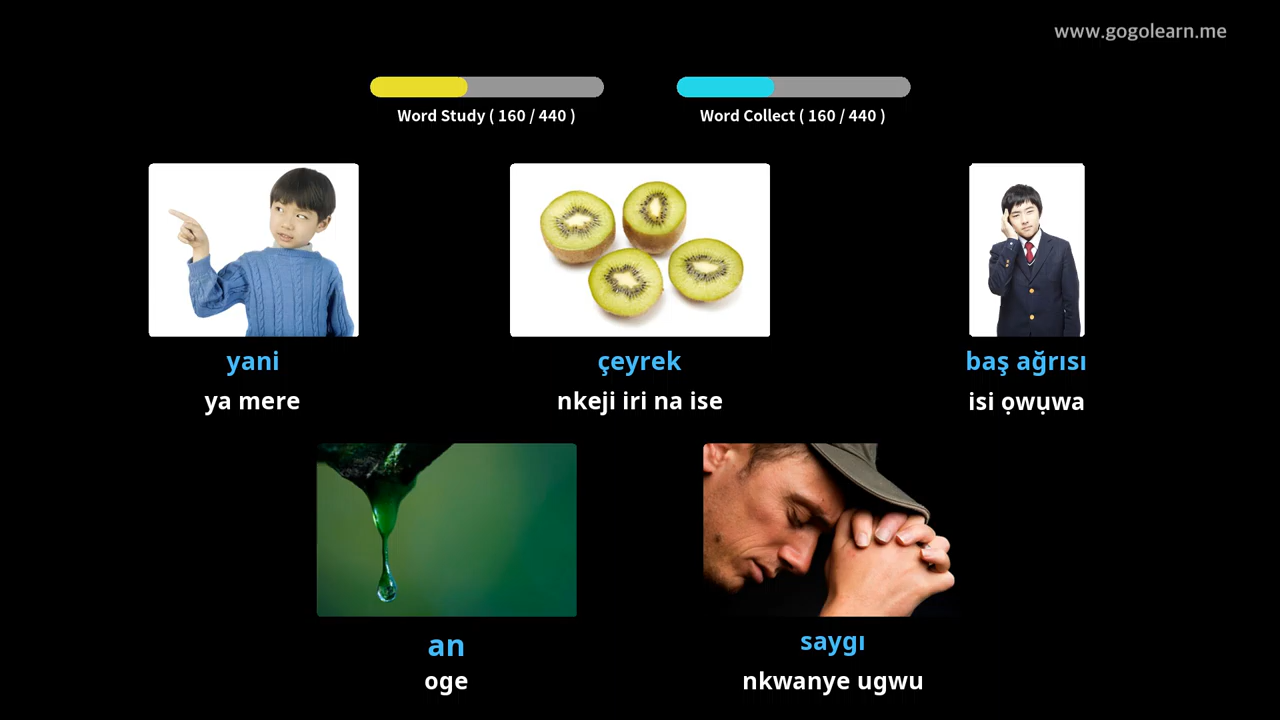 www.gogolearn.me
Word Study ( 160 / 440 )
Word Collect ( 160 / 440 )
yani
ya mere
çeyrek
nkeji iri na ise
baş ağrısı
isi ọwụwa
an
oge
saygı
nkwanye ugwu